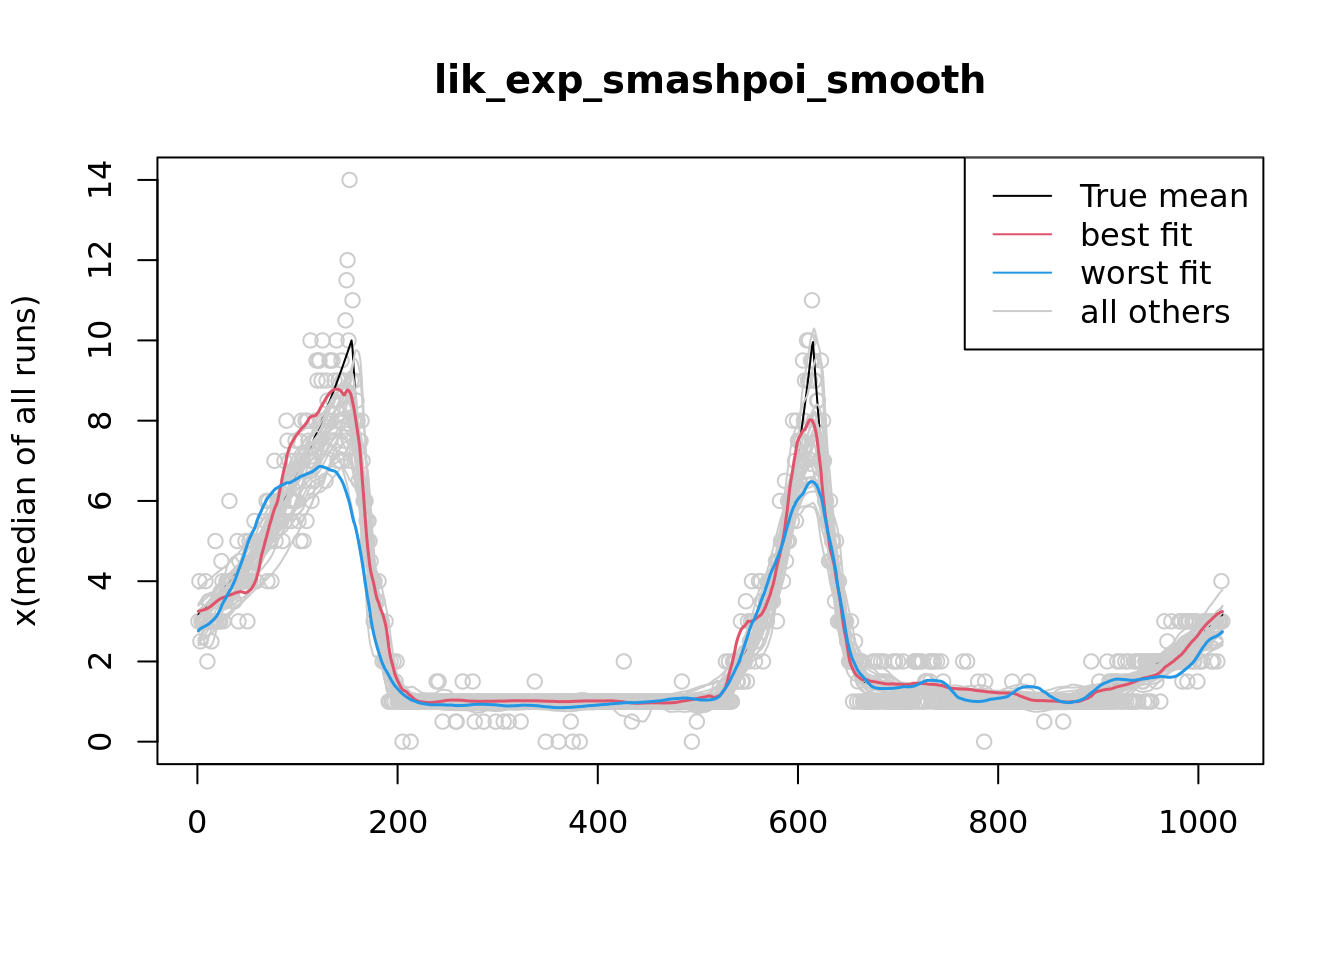 lik_exp_smashpoi_smooth
x(median of all runs)
14
12
10
8
6
4
2
0
0 200 400 600 800 1000
True mean
best fit
worst fit
all others